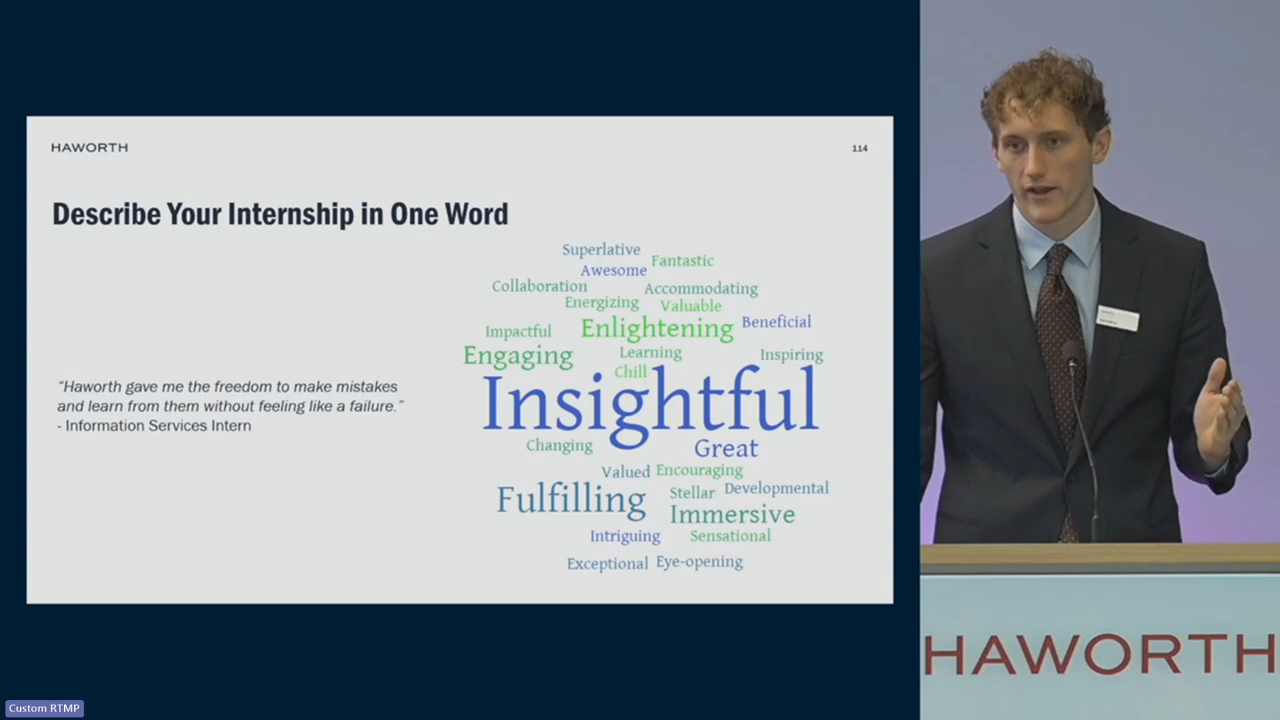 HAWORTH
114
Describe Your Internship in One Word
Superlative
Fantastic
Awesome
Collaboration
Accommodating
Energizing
Valuable
Beneficial
Impactful
Enlightening
Engaging
Learning
Inspiring
Chill
Insightful
"Haworth gave me the freedom to make mistakes
and learn from them without feeling like a failure."
- Information Services Intern
Changing
Great
Valued
Encouraging
Fulfilling
Stellar
Developmental
Immersive
Intriguing
Sensational
Exceptional
Eye-opening
HAWORTH
Custom RTMP